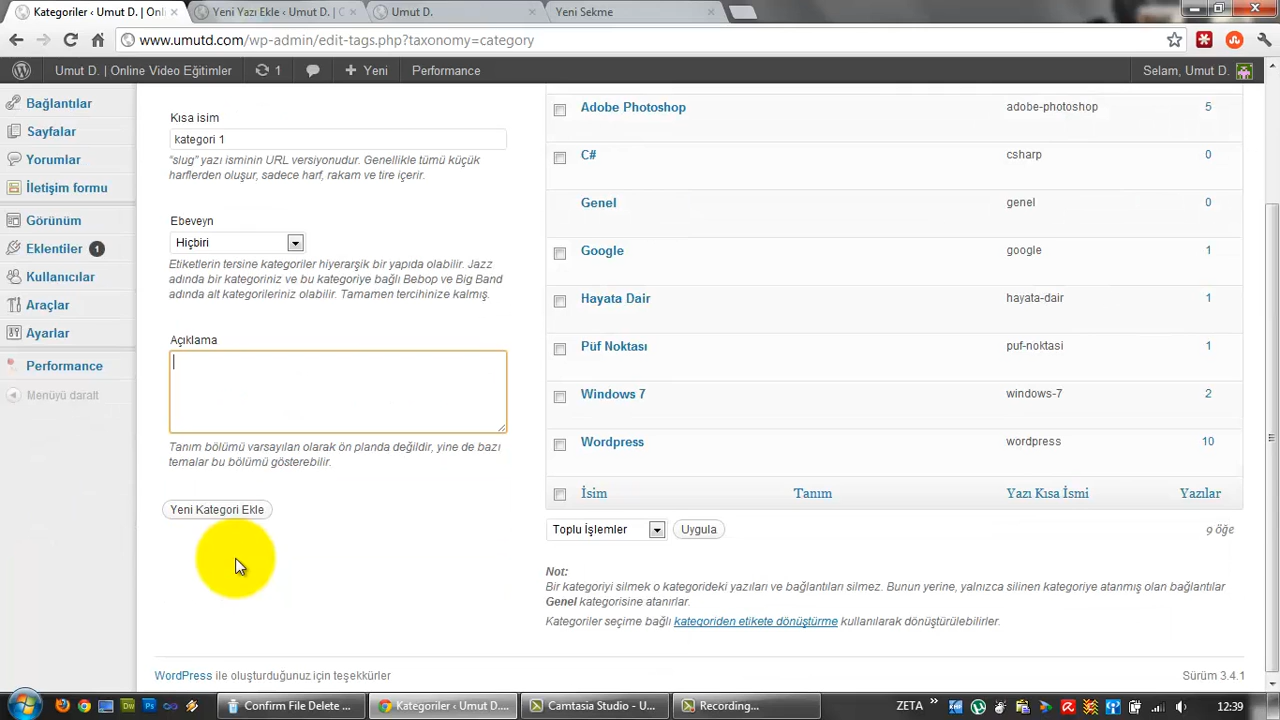 Kategoriler ‹ Umut D. | Onli
Yeni Yazı Ekle ‹ Umut D. | C
Umut D.
Yeni Sekme
www.umutd.com/wp-admin/edit-tags.php?taxonomy=category
Umut D. | Online Video Eğitimler
1
Yeni
Performance
Selam, Umut D.
Bağlantılar
Sayfalar
Yorumlar
İletişim formu
Görünüm
Eklentiler 1
Kullanıcılar
Araçlar
Ayarlar
Performance
Menüyü daralt
Kısa isim
kategori 1
“slug” yazı isminin URL versiyonudur. Genellikle tümü küçük
harflerden oluşur, sadece harf, rakam ve tire içerir.
Ebeveyn
Hiçbiri
Etiketlerin tersine kategoriler hiyerarşik bir yapıda olabilir. Jazz
adında bir kategoriniz ve bu kategoriye bağlı Bebop ve Big Band
adında alt kategorileriniz olabilir. Tamamen tercihinize kalmış.
Açıklama
Tanım bölümü varsayılan olarak ön planda değildir, yine de bazı
temalar bu bölümü gösterebilir.
Yeni Kategori Ekle
Adobe Photoshop adobe-photoshop 5
C# csharp 0
Genel genel 0
Google google 1
Hayata Dair hayata-dair 1
Püf Noktası puf-noktasi 1
Windows 7 windows-7 2
Wordpress wordpress 10
İsim Tanım Yazı Kısa İsmi Yazılar
Toplu İşlemler Uygula 9 öğe
Not:
Bir kategoriyi silmek o kategorideki yazıları ve bağlantıları silmez. Bunun yerine, yalnızca silinen kategoriye atanmış olan bağlantılar
Genel kategorisine atanırlar.
Kategoriler seçime bağlı kategoriden etikete dönüştürme kullanılarak dönüştürülebilirler.
WordPress ile oluşturduğunuz için teşekkürler
Sürüm 3.4.1
Confirm File Delete ...
Kategoriler ‹ Umut D....
Camtasia Studio - U...
Recording...
ZETA
12:39